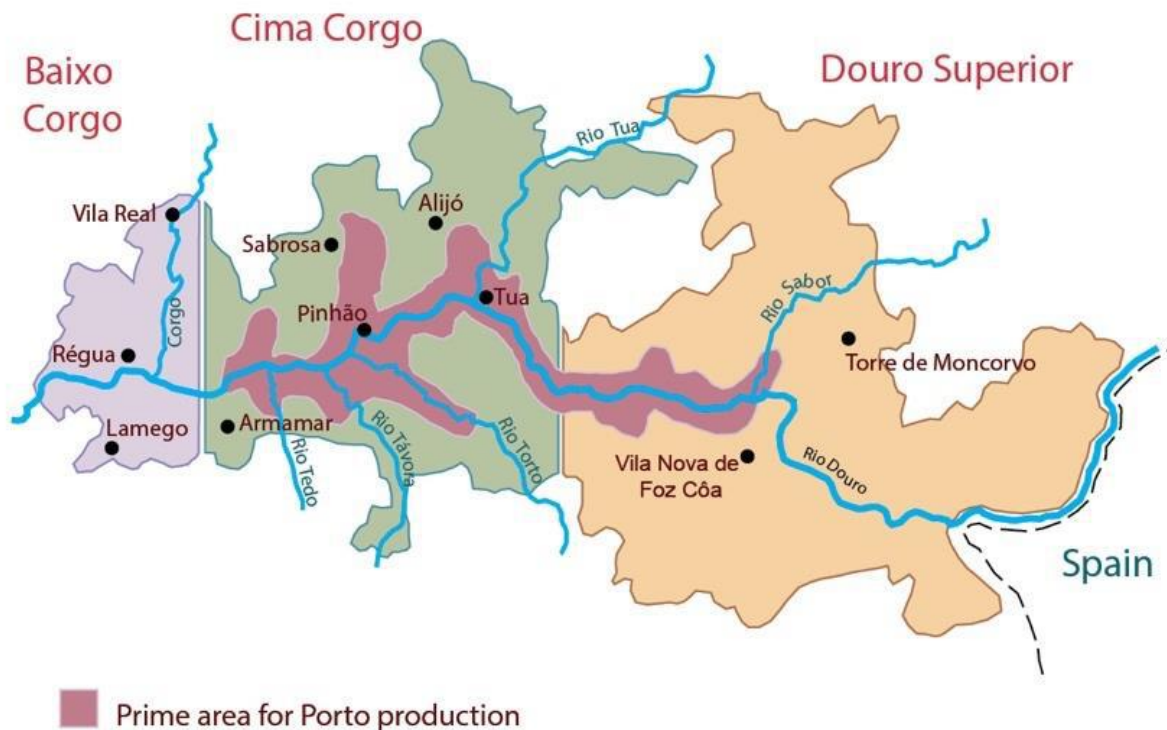 Cima Corgo
Baixo
Corgo
Douro Superior
Rio Tua
Vila Real
Alijó
Sabrosa
Corgo
Pinhão
Tua
Rio Sabor
Régua
Torre de Moncorvo
Armamar
Lamego
Rio Tedo
Rio Távora
Rio Torto
Vila Nova de
Foz Côa
Rio Douro
Spain
Prime area for Porto production